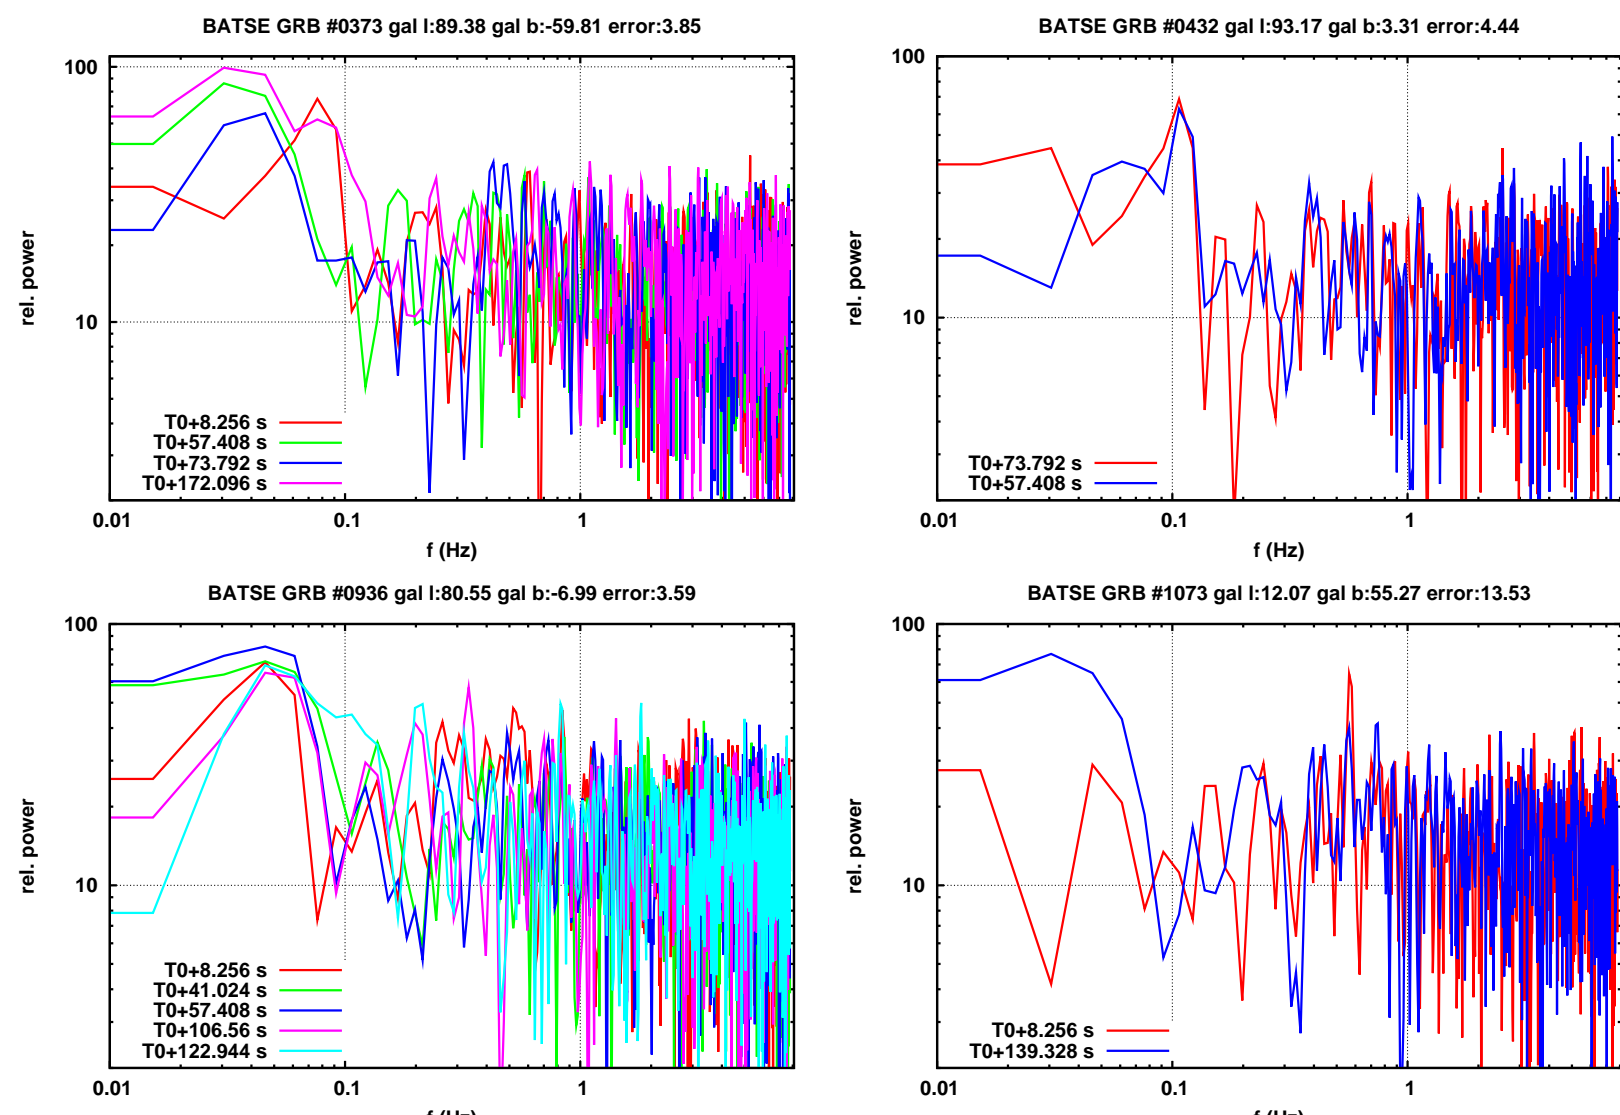 BATSE GRB #0373 gal l:89.38 gal b:-59.81 error:3.85
100
10
rel. power
T0+8.256 s
T0+57.408 s
T0+73.792 s
T0+172.096 s
0.01 0.1 1
f (Hz)
BATSE GRB #0432 gal l:93.17 gal b:3.31 error:4.44
100
10
rel. power
T0+73.792 s
T0+57.408 s
0.01 0.1 1
f (Hz)
BATSE GRB #0936 gal l:80.55 gal b:-6.99 error:3.59
100
10
rel. power
T0+8.256 s
T0+41.024 s
T0+57.408 s
T0+106.56 s
T0+122.944 s
0.01 0.1 1
f (Hz)
BATSE GRB #1073 gal l:12.07 gal b:55.27 error:13.53
100
10
rel. power
T0+8.256 s
T0+139.328 s
0.01 0.1 1
f (Hz)